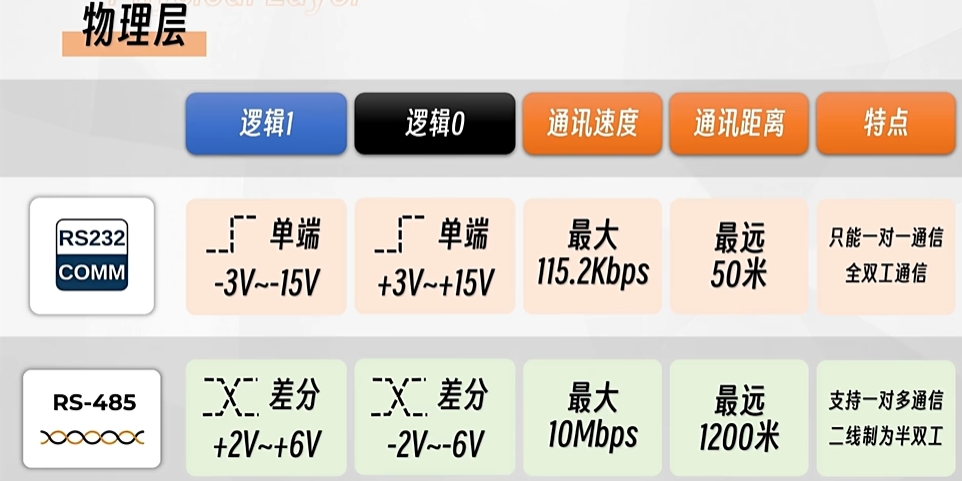 物理层
逻辑1
逻辑0
通讯速度
通讯距离
特点
RS232
COMM
单端
-3V~-15V
单端
+3V~+15V
最大
115.2Kbps
最远
50米
只能一对一通信
全双工通信
RS-485
差分
+2V~+6V
差分
-2V~-6V
最大
10Mbps
最远
1200米
支持一对多通信
二线制为半双工